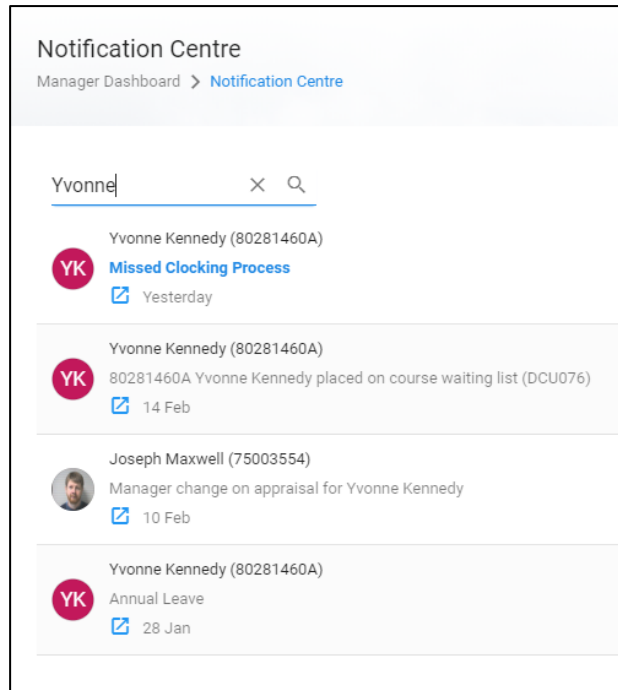 Notification Centre
Manager Dashboard > Notification Centre
Yvonne
Yvonne Kennedy (80281460A)
YK
Missed Clocking Process
Yesterday
Yvonne Kennedy (80281460A)
YK
80281460A Yvonne Kennedy placed on course waiting list (DCU076)
14 Feb
Joseph Maxwell (75003554)
Manager change on appraisal for Yvonne Kennedy
10 Feb
Yvonne Kennedy (80281460A)
YK
Annual Leave
28 Jan